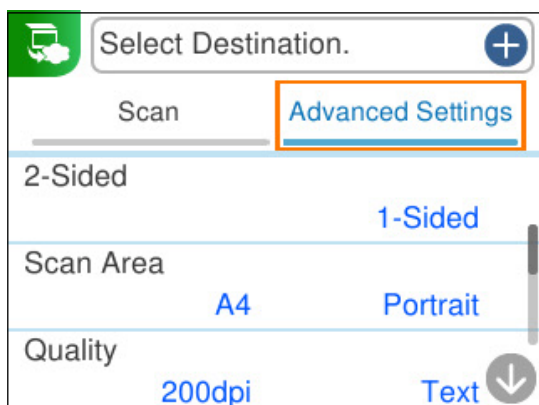 Select Destination.
Scan Advanced Settings
2-Sided
1-Sided
Scan Area
A4 Portrait
Quality
200dpi Text